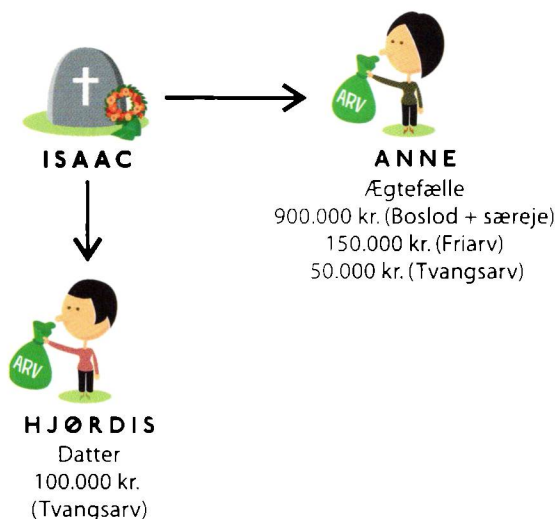 ISAAC
ARV
ANNE
Ægtefælle
900.000 kr. (Boslod + særeje)
150.000 kr. (Friarv)
50.000 kr. (Tvangsarv)
ARV
HJØRDIS
Datter
100.000 kr.
(Tvangsarv)